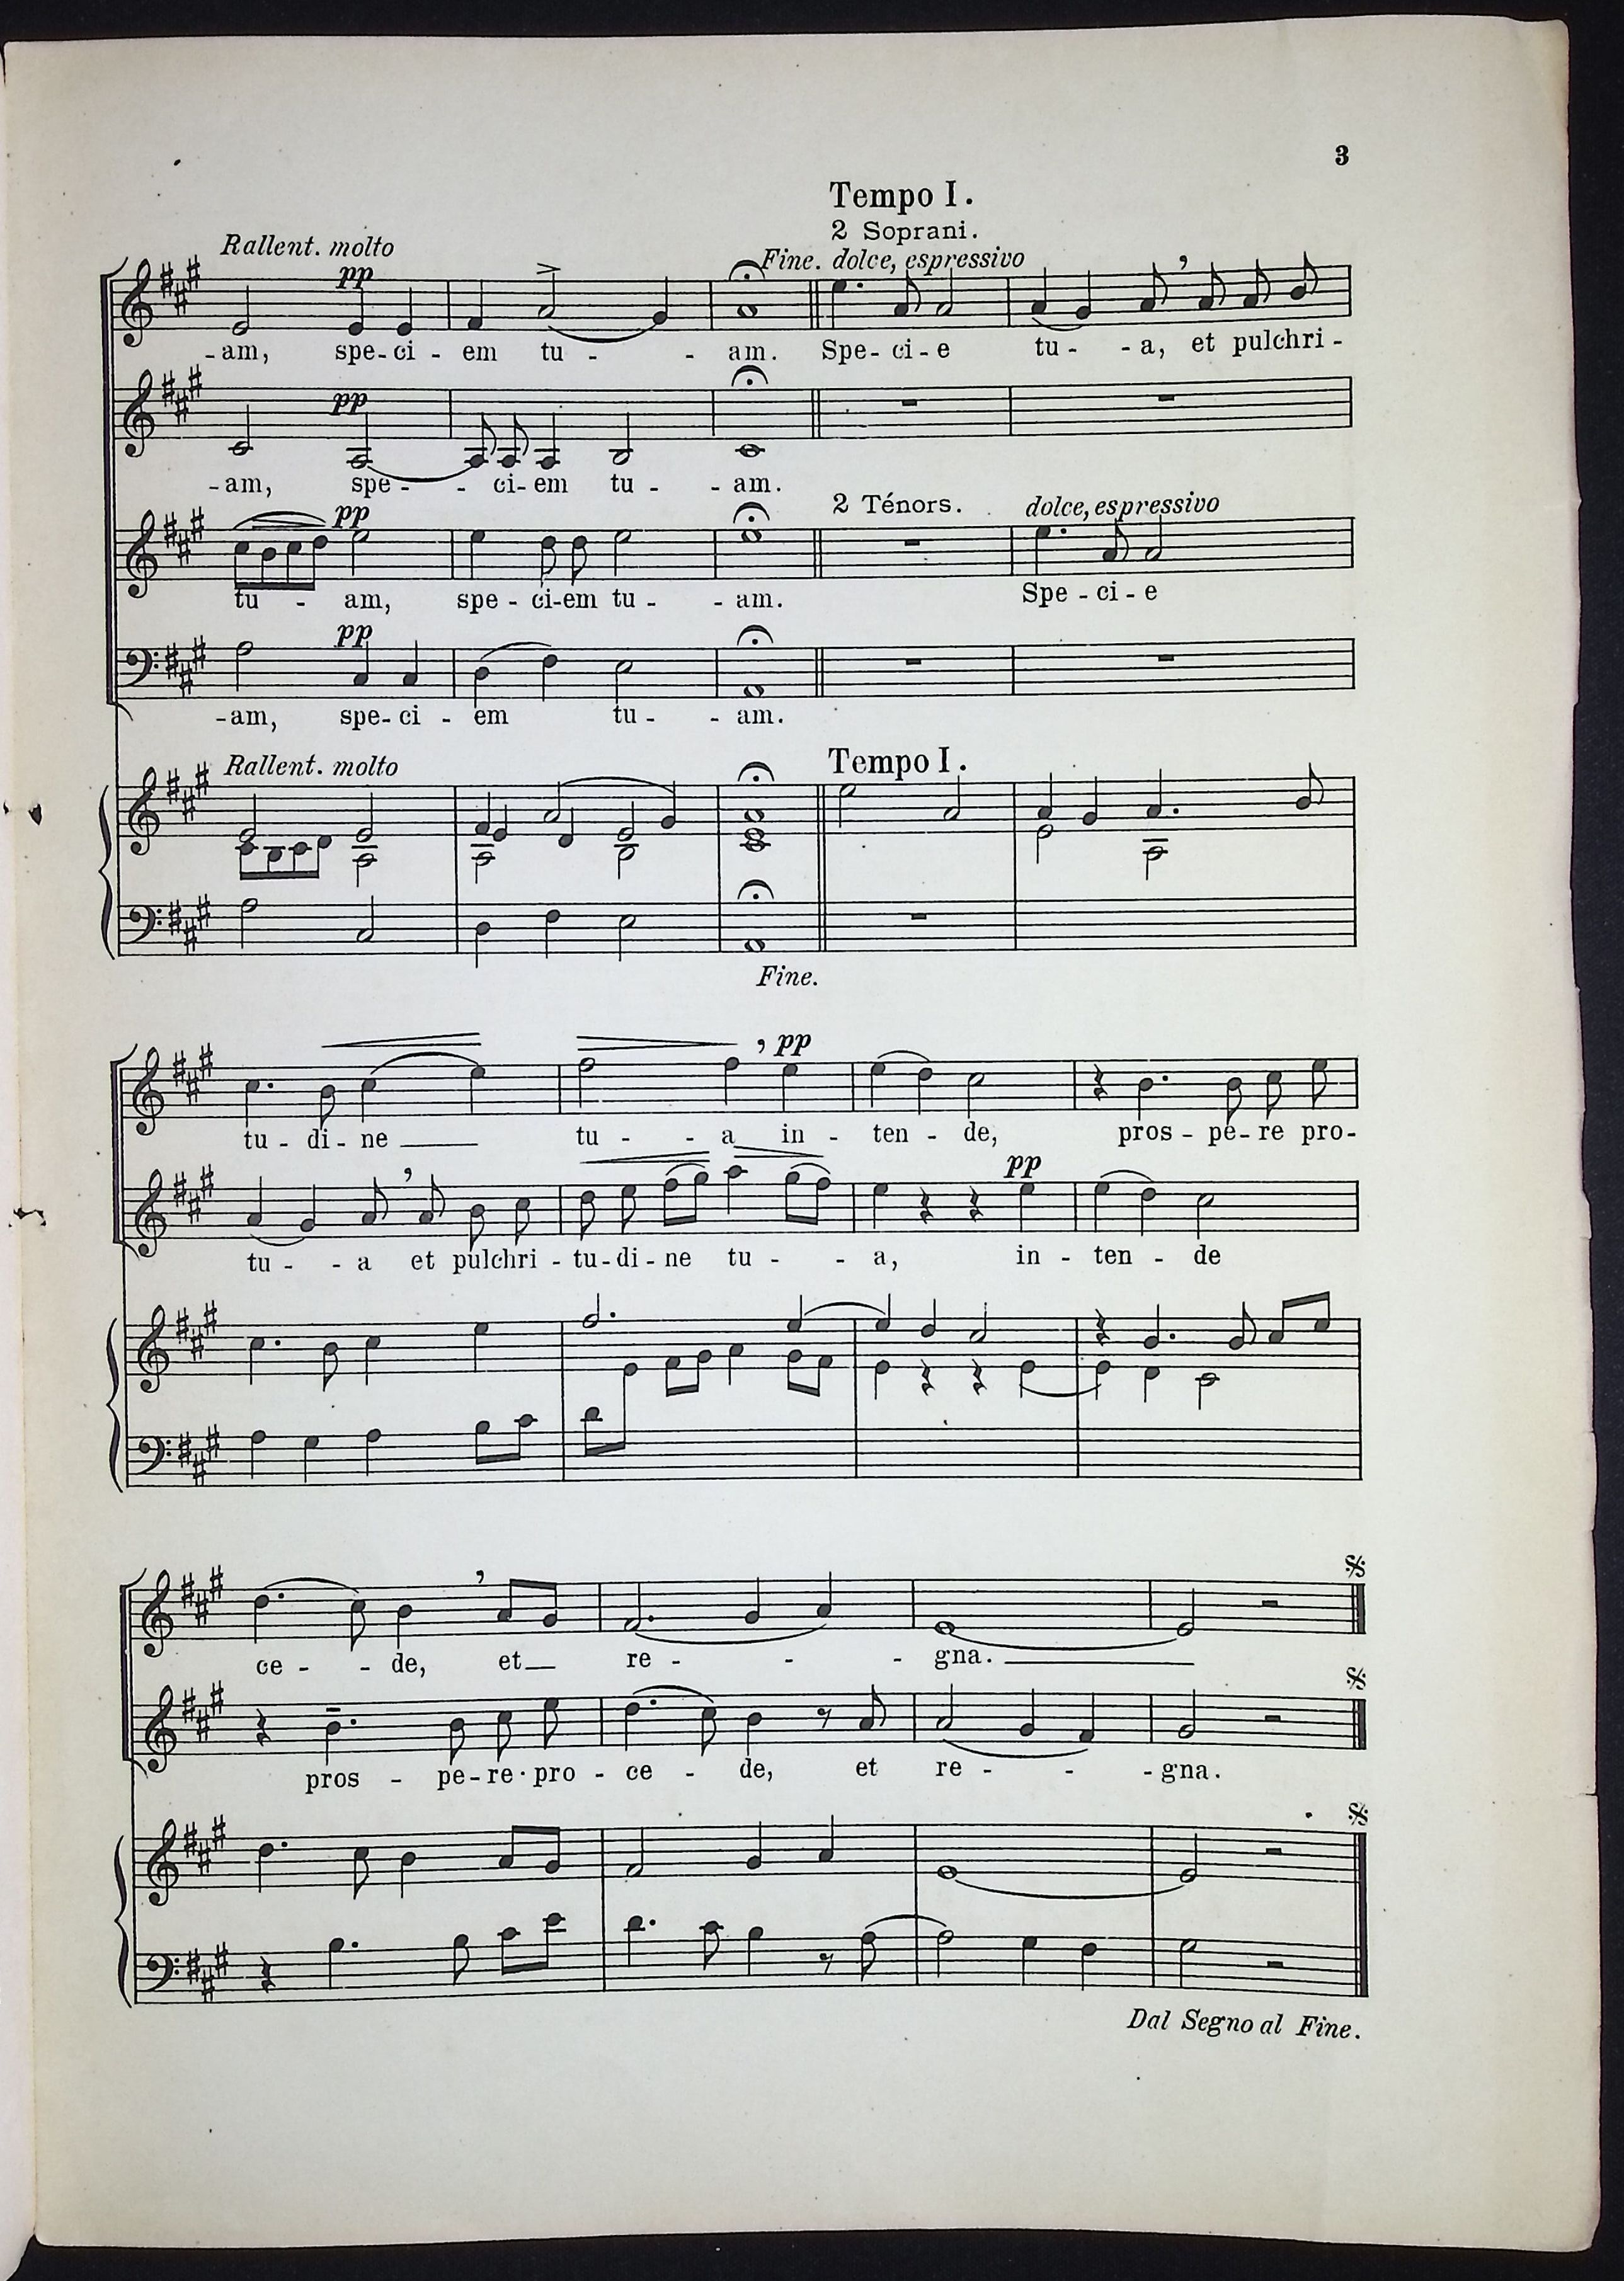 3
Tempo I.
2 Soprani.
Rallent. molto
Fine. dolce, espressivo
pp
-am, spe-ci - em tu - - am. Spe-ci-e tu - - a, et pulchri -
pp
-am, spe - - ci-em tu - - am.
2 Ténors. dolce, espressivo
pp
tu - am, spe - ci-em tu - - am. Spe - ci - e
pp
-am, spe-ci - em tu - - am.
Rallent. molto Tempo I.
Fine.
pp
tu - di - ne tu - - a in - ten - de, pros - pe-re pro-
pp
tu - - a et pulchri - tu-di-ne tu - - a, in - ten - de
ce - - de, et re - - - gna.
pros - pe-re·pro - ce - de, et re - - -gna.
Dal Segno al Fine.